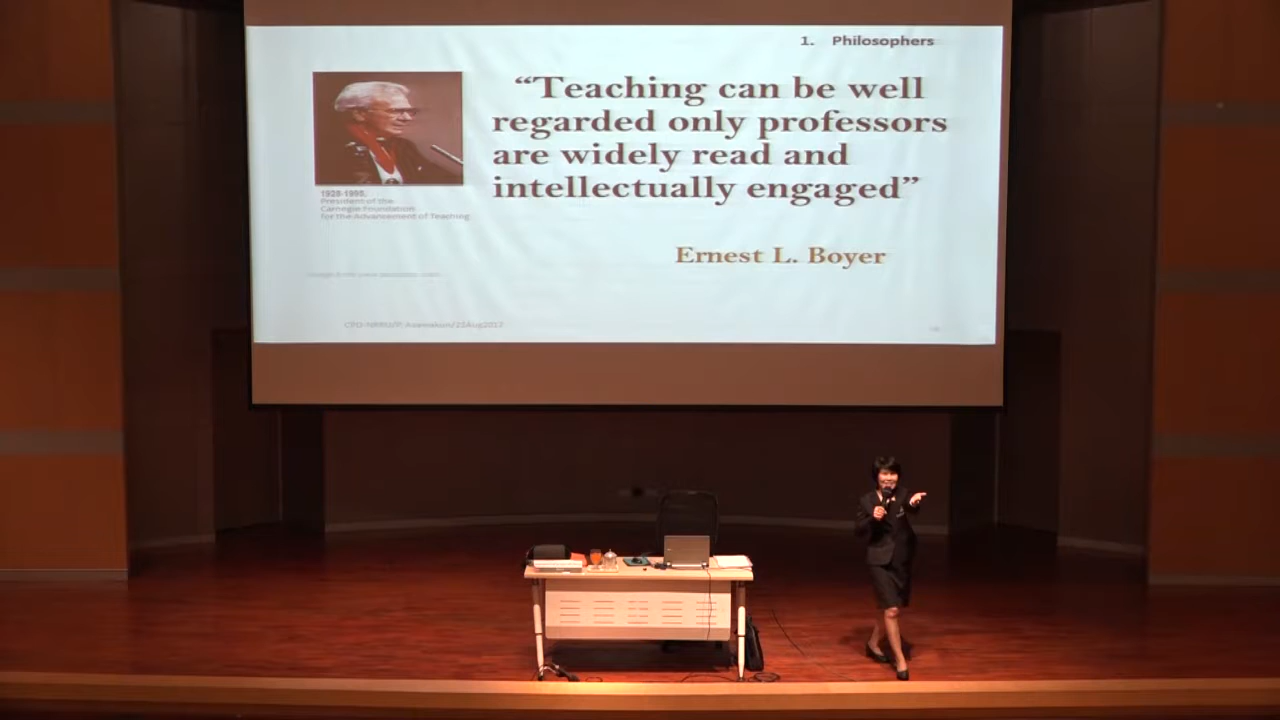 1. Philosophers
“Teaching can be well
regarded only professors
are widely read and
intellectually engaged”
Ernest L. Boyer
1928-1995,
President of the
Carnegie Foundation
for the Advancement of Teaching